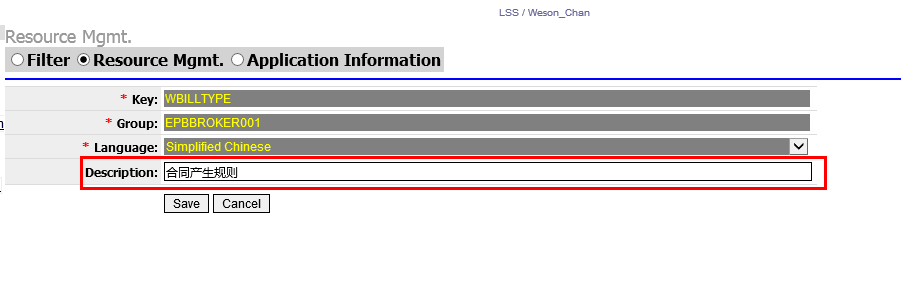 LSS / Weson_Chan
Resource Mgmt.
Filter Resource Mgmt. Application Information
* Key: WBILLTYPE
n
* Group: EPBBROKER001
* Language: Simplified Chinese
Description: 合同产生规则
Save Cancel